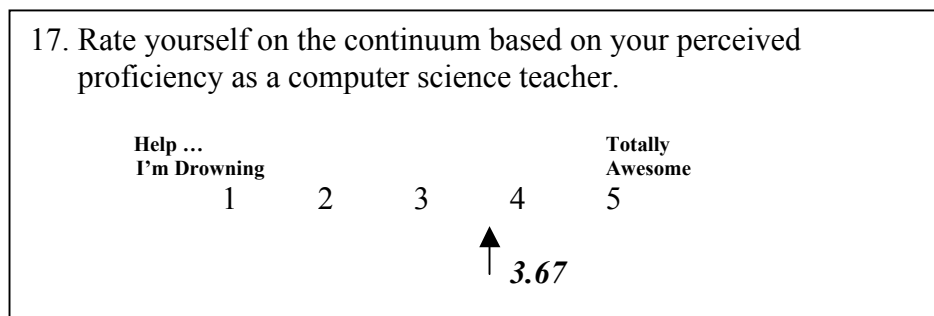 17. Rate yourself on the continuum based on your perceived
proficiency as a computer science teacher.
Help … Totally
I’m Drowning Awesome
1 2 3 4 5
3.67